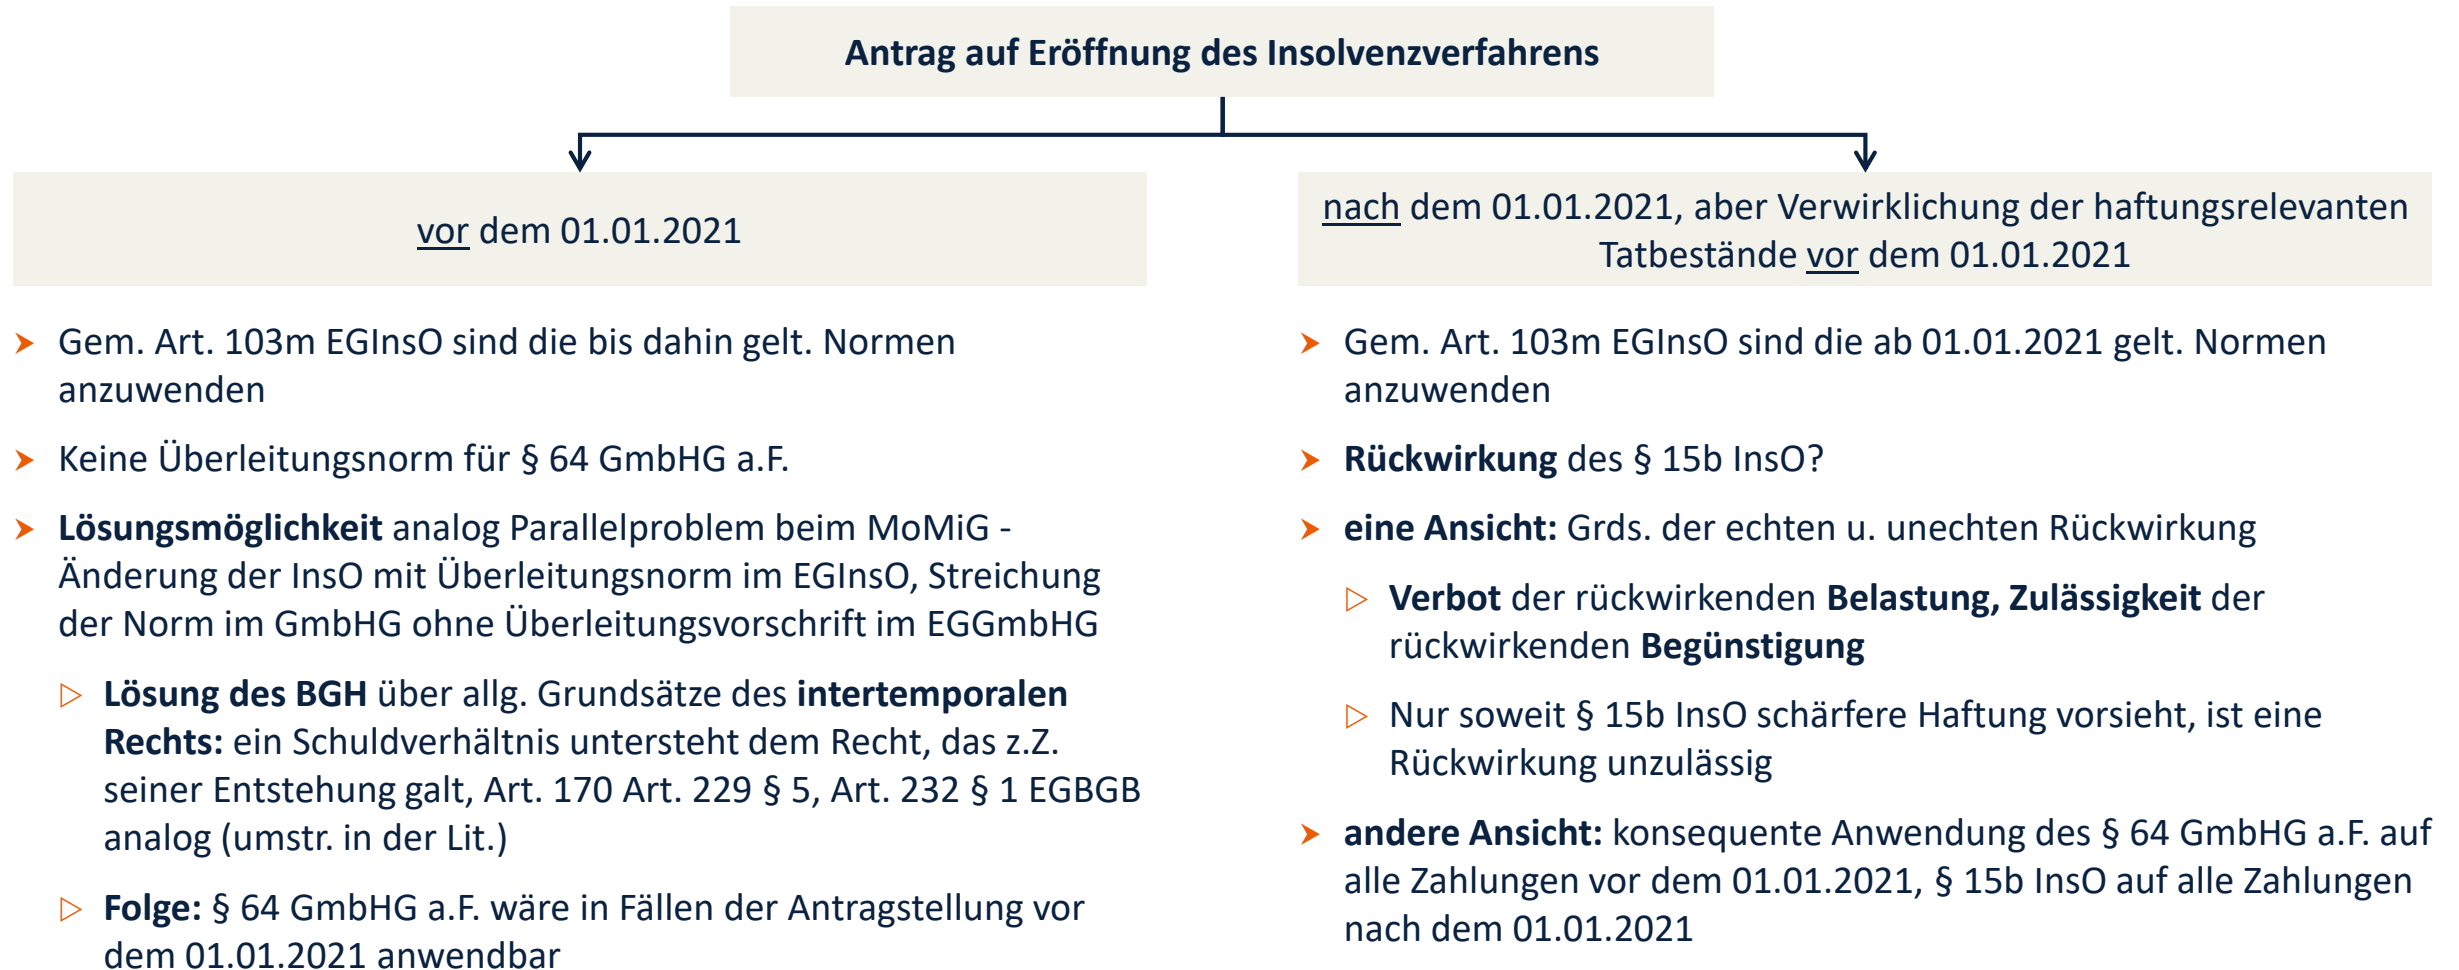 Antrag auf Eröffnung des Insolvenzverfahrens
vor dem 01.01.2021
Gem. Art. 103m EGInsO sind die bis dahin gelt. Normen
anzuwenden
Keine Überleitungsnorm für § 64 GmbHG a.F.
Lösungsmöglichkeit analog Parallelproblem beim MoMiG -
Änderung der InsO mit Überleitungsnorm im EGInsO, Streichung
der Norm im GmbHG ohne Überleitungsvorschrift im EGGmbHG
Lösung des BGH über allg. Grundsätze des intertemporalen
Rechts: ein Schuldverhältnis untersteht dem Recht, das z.Z.
seiner Entstehung galt, Art. 170 Art. 229 § 5, Art. 232 § 1 EGBGB
analog (umstr. in der Lit.)
Folge: § 64 GmbHG a.F. wäre in Fällen der Antragstellung vor
dem 01.01.2021 anwendbar
nach dem 01.01.2021, aber Verwirklichung der haftungsrelevanten
Tatbestände vor dem 01.01.2021
Gem. Art. 103m EGInsO sind die ab 01.01.2021 gelt. Normen
anzuwenden
Rückwirkung des § 15b InsO?
eine Ansicht: Grds. der echten u. unechten Rückwirkung
Verbot der rückwirkenden Belastung, Zulässigkeit der
rückwirkenden Begünstigung
Nur soweit § 15b InsO schärfere Haftung vorsieht, ist eine
Rückwirkung unzulässig
andere Ansicht: konsequente Anwendung des § 64 GmbHG a.F. auf
alle Zahlungen vor dem 01.01.2021, § 15b InsO auf alle Zahlungen
nach dem 01.01.2021